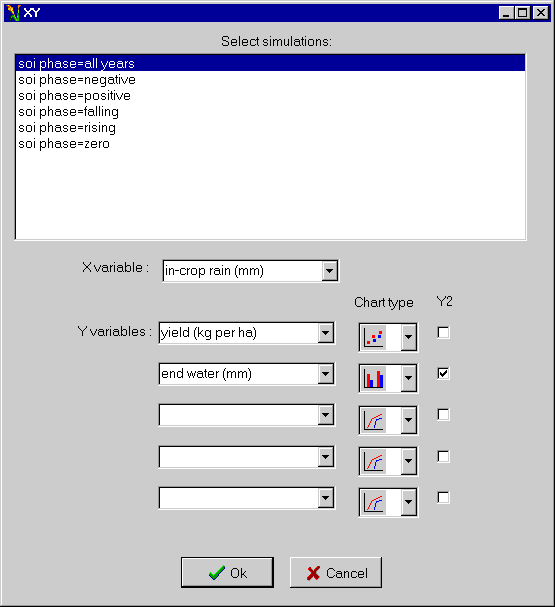 XY
Select simulations:
soi phase=all years
soi phase=negative
soi phase=positive
soi phase=falling
soi phase=rising
soi phase=zero
X variable : in-crop rain (mm)
Chart type Y2
Y variables : yield (kg per ha)
end water (mm)
Ok Cancel